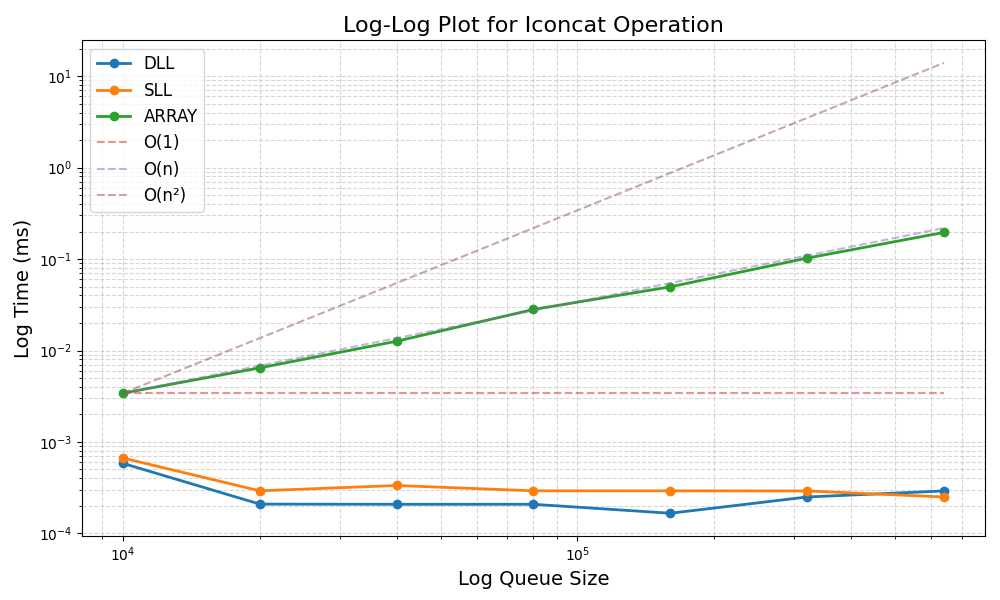 Log-Log Plot for Iconcat Operation
DLL
SLL
ARRAY
O(1)
O(n)
O(n²)
Log Time (ms)
10¹
10⁰
10⁻¹
10⁻²
10⁻³
10⁻⁴
10⁴
10⁵
Log Queue Size